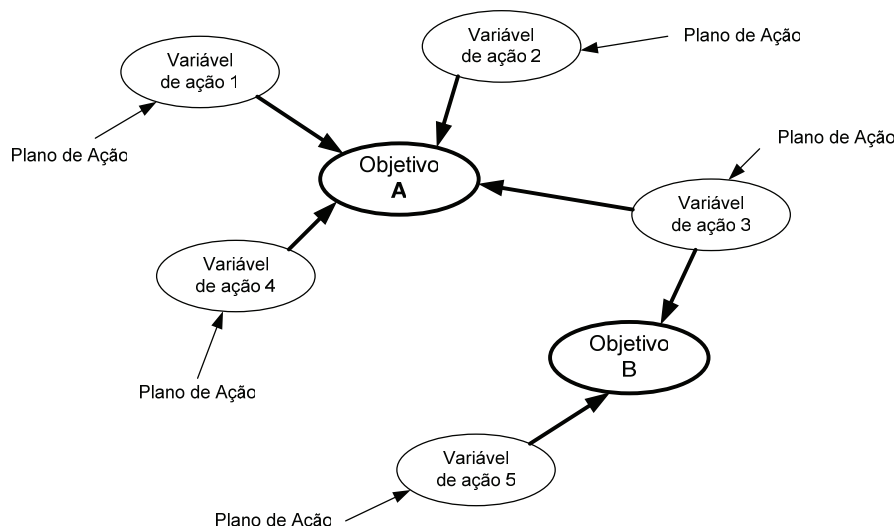 Variável
de ação 2
Plano de Ação
Variável
de ação 1
Plano de Ação
Plano de Ação
Objetivo
A
Variável
de ação 3
Variável
de ação 4
Objetivo
B
Plano de Ação
Variável
de ação 5
Plano de Ação